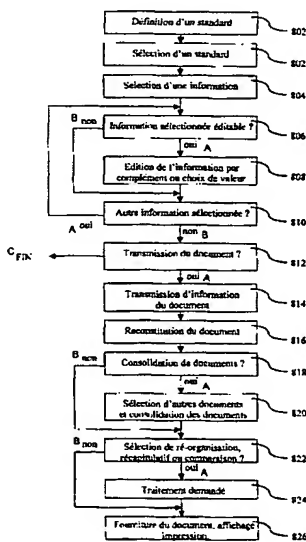 Définition d'un standard
802
Sélection d'un standard
802
Sélection d'une information
804
B non
Information sélectionnée éditable ?
806
oui A
Edition de l'information par
complément ou choix de valeur
808
Autre information sélectionnée ?
810
A oui
non B
C FIN
Transmission du document ?
812
oui A
Transmission d'information
du document
814
Reconstitution du document
816
B non
Consolidation de documents ?
818
oui A
Sélection d'autres documents
et consolidation des documents
820
B non
Sélection de ré-organisation,
récapitulatif ou comparaison ?
822
oui A
Traitement demandé
824
Fourniture du document, affichage
impression
826